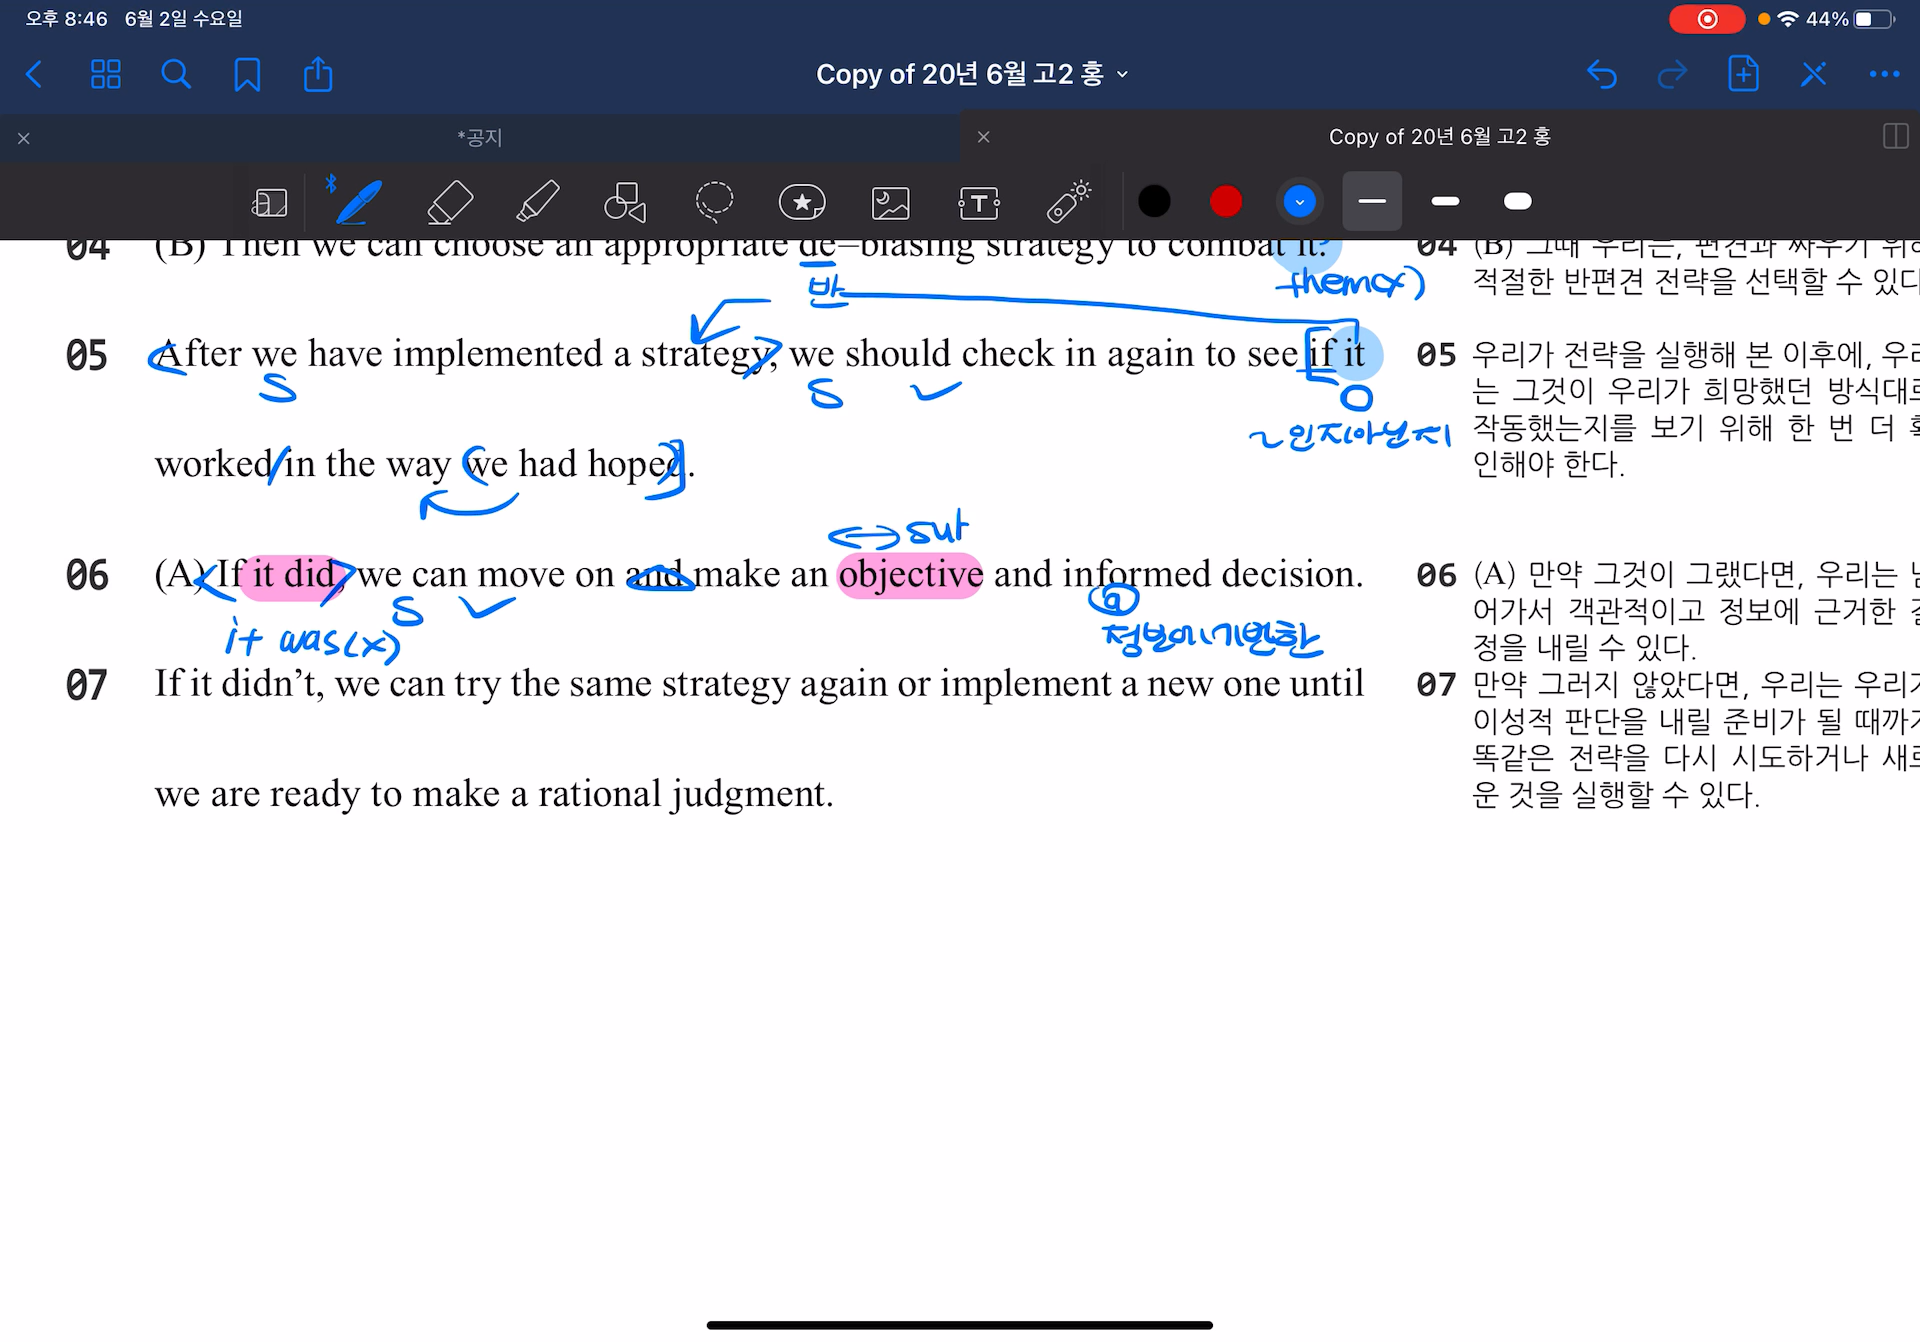 오후 8:46 6월 2일 수요일
44%
Copy of 20년 6월 고2 홍
*공지
Copy of 20년 6월 고2 홍
T
04 (B) Then we can choose an appropriate de–biasing strategy to combat it.
04 (B) 그때 우리는, 편견과 싸우기 위해
적절한 반편견 전략을 선택할 수 있다
반
them(x)
05 After we have implemented a strategy, we should check in again to see if it
S
S
~인지아닌지
worked in the way we had hoped.
05 우리가 전략을 실행해 본 이후에, 우리
는 그것이 우리가 희망했던 방식대로
작동했는지를 보기 위해 한 번 더 확
인해야 한다.
sub
06 (A) If it did, we can move on and make an objective and informed decision.
S
it was(x)
ⓐ
정보에 기반한
06 (A) 만약 그것이 그랬다면, 우리는 넘
어가서 객관적이고 정보에 근거한 결
정을 내릴 수 있다.
07 If it didn't, we can try the same strategy again or implement a new one until
we are ready to make a rational judgment.
07 만약 그러지 않았다면, 우리는 우리가
이성적 판단을 내릴 준비가 될 때까지
똑같은 전략을 다시 시도하거나 새로
운 것을 실행할 수 있다.